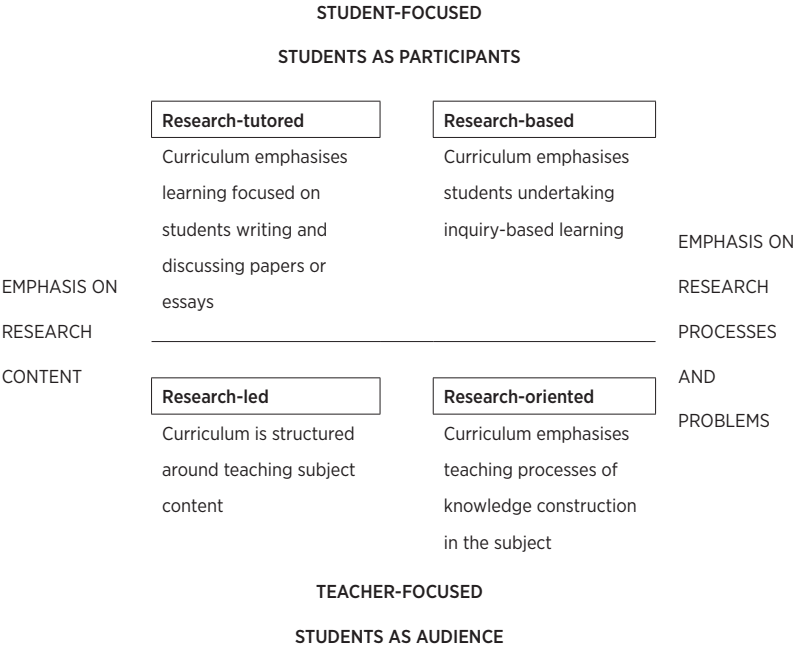 STUDENT-FOCUSED
STUDENTS AS PARTICIPANTS
Research-tutored
Curriculum emphasises
learning focused on
students writing and
discussing papers or
essays
Research-based
Curriculum emphasises
students undertaking
inquiry-based learning
EMPHASIS ON
RESEARCH
CONTENT
EMPHASIS ON
RESEARCH
PROCESSES
AND
PROBLEMS
Research-led
Curriculum is structured
around teaching subject
content
Research-oriented
Curriculum emphasises
teaching processes of
knowledge construction
in the subject
TEACHER-FOCUSED
STUDENTS AS AUDIENCE